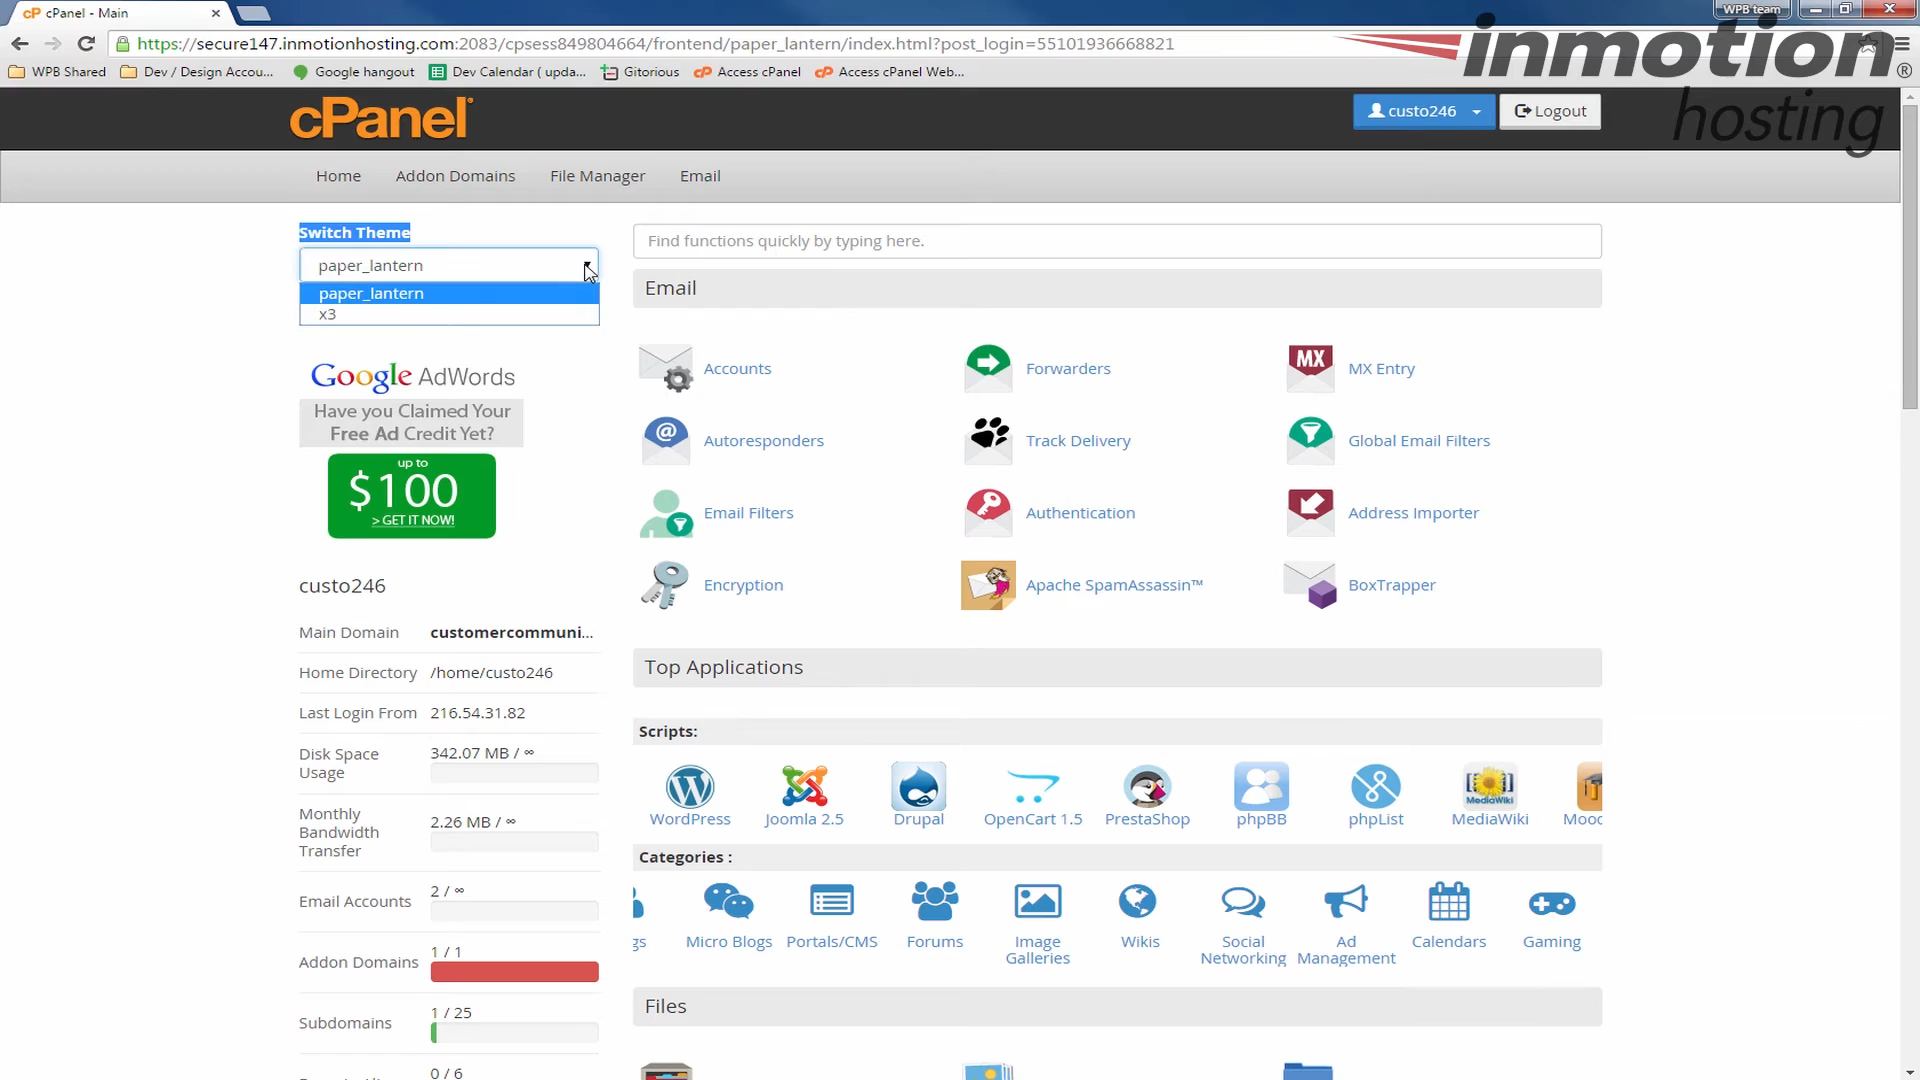 cP cPanel - Main
WPB team
https://secure147.inmotionhosting.com:2083/cpsess849804664/frontend/paper_lantern/index.html?post_login=55101936668821
WPB Shared
Dev / Design Accou...
Google hangout
Dev Calendar ( upda...
Gitorious
cP Access cPanel
cP Access cPanel Web...
inmotion®
hosting
cPanel®
custo246
Logout
Home
Addon Domains
File Manager
Email
Switch Theme
paper_lantern
paper_lantern
x3
Google AdWords
Have you Claimed Your
Free Ad Credit Yet?
up to
$100
> GET IT NOW!
custo246
Main Domain customercommuni...
Home Directory /home/custo246
Last Login From 216.54.31.82
Disk Space
Usage
342.07 MB / ∞
Monthly
Bandwidth
Transfer
2.26 MB / ∞
Email Accounts
2 / ∞
Addon Domains
1 / 1
Subdomains
1 / 25
0 / 6
Find functions quickly by typing here.
Email
Accounts
Forwarders
MX
MX Entry
@
Autoresponders
Track Delivery
Global Email Filters
Email Filters
Authentication
Address Importer
Encryption
Apache SpamAssassin™
BoxTrapper
Top Applications
Scripts:
WordPress
Joomla 2.5
Drupal
OpenCart 1.5
PrestaShop
phpBB
phpList
MediaWiki
MediaWiki
Mooc
Categories :
gs
Micro Blogs
Portals/CMS
Forums
Image
Galleries
Wikis
Social
Networking
Ad
Management
Calendars
Gaming
Files